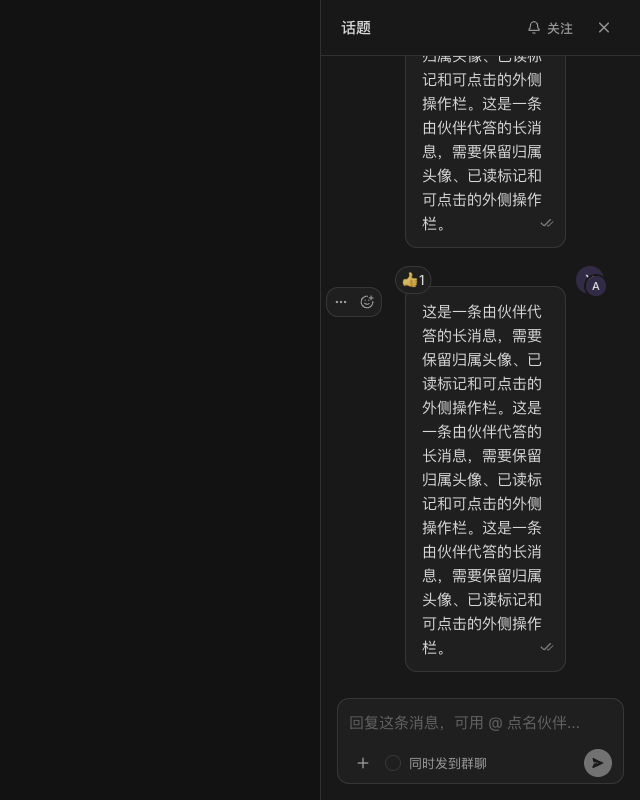 话题
关注
归属头像、已读标
记和可点击的外侧
操作栏。这是一条
由伙伴代答的长消
息，需要保留归属
头像、已读标记和
可点击的外侧操作
栏。
👍1
A
这是一条由伙伴代
答的长消息，需要
保留归属头像、已
读标记和可点击的
外侧操作栏。这是
一条由伙伴代答的
长消息，需要保留
归属头像、已读标
记和可点击的外侧
操作栏。这是一条
由伙伴代答的长消
息，需要保留归属
头像、已读标记和
可点击的外侧操作
栏。
回复这条消息，可用 @ 点名伙伴...
同时发到群聊